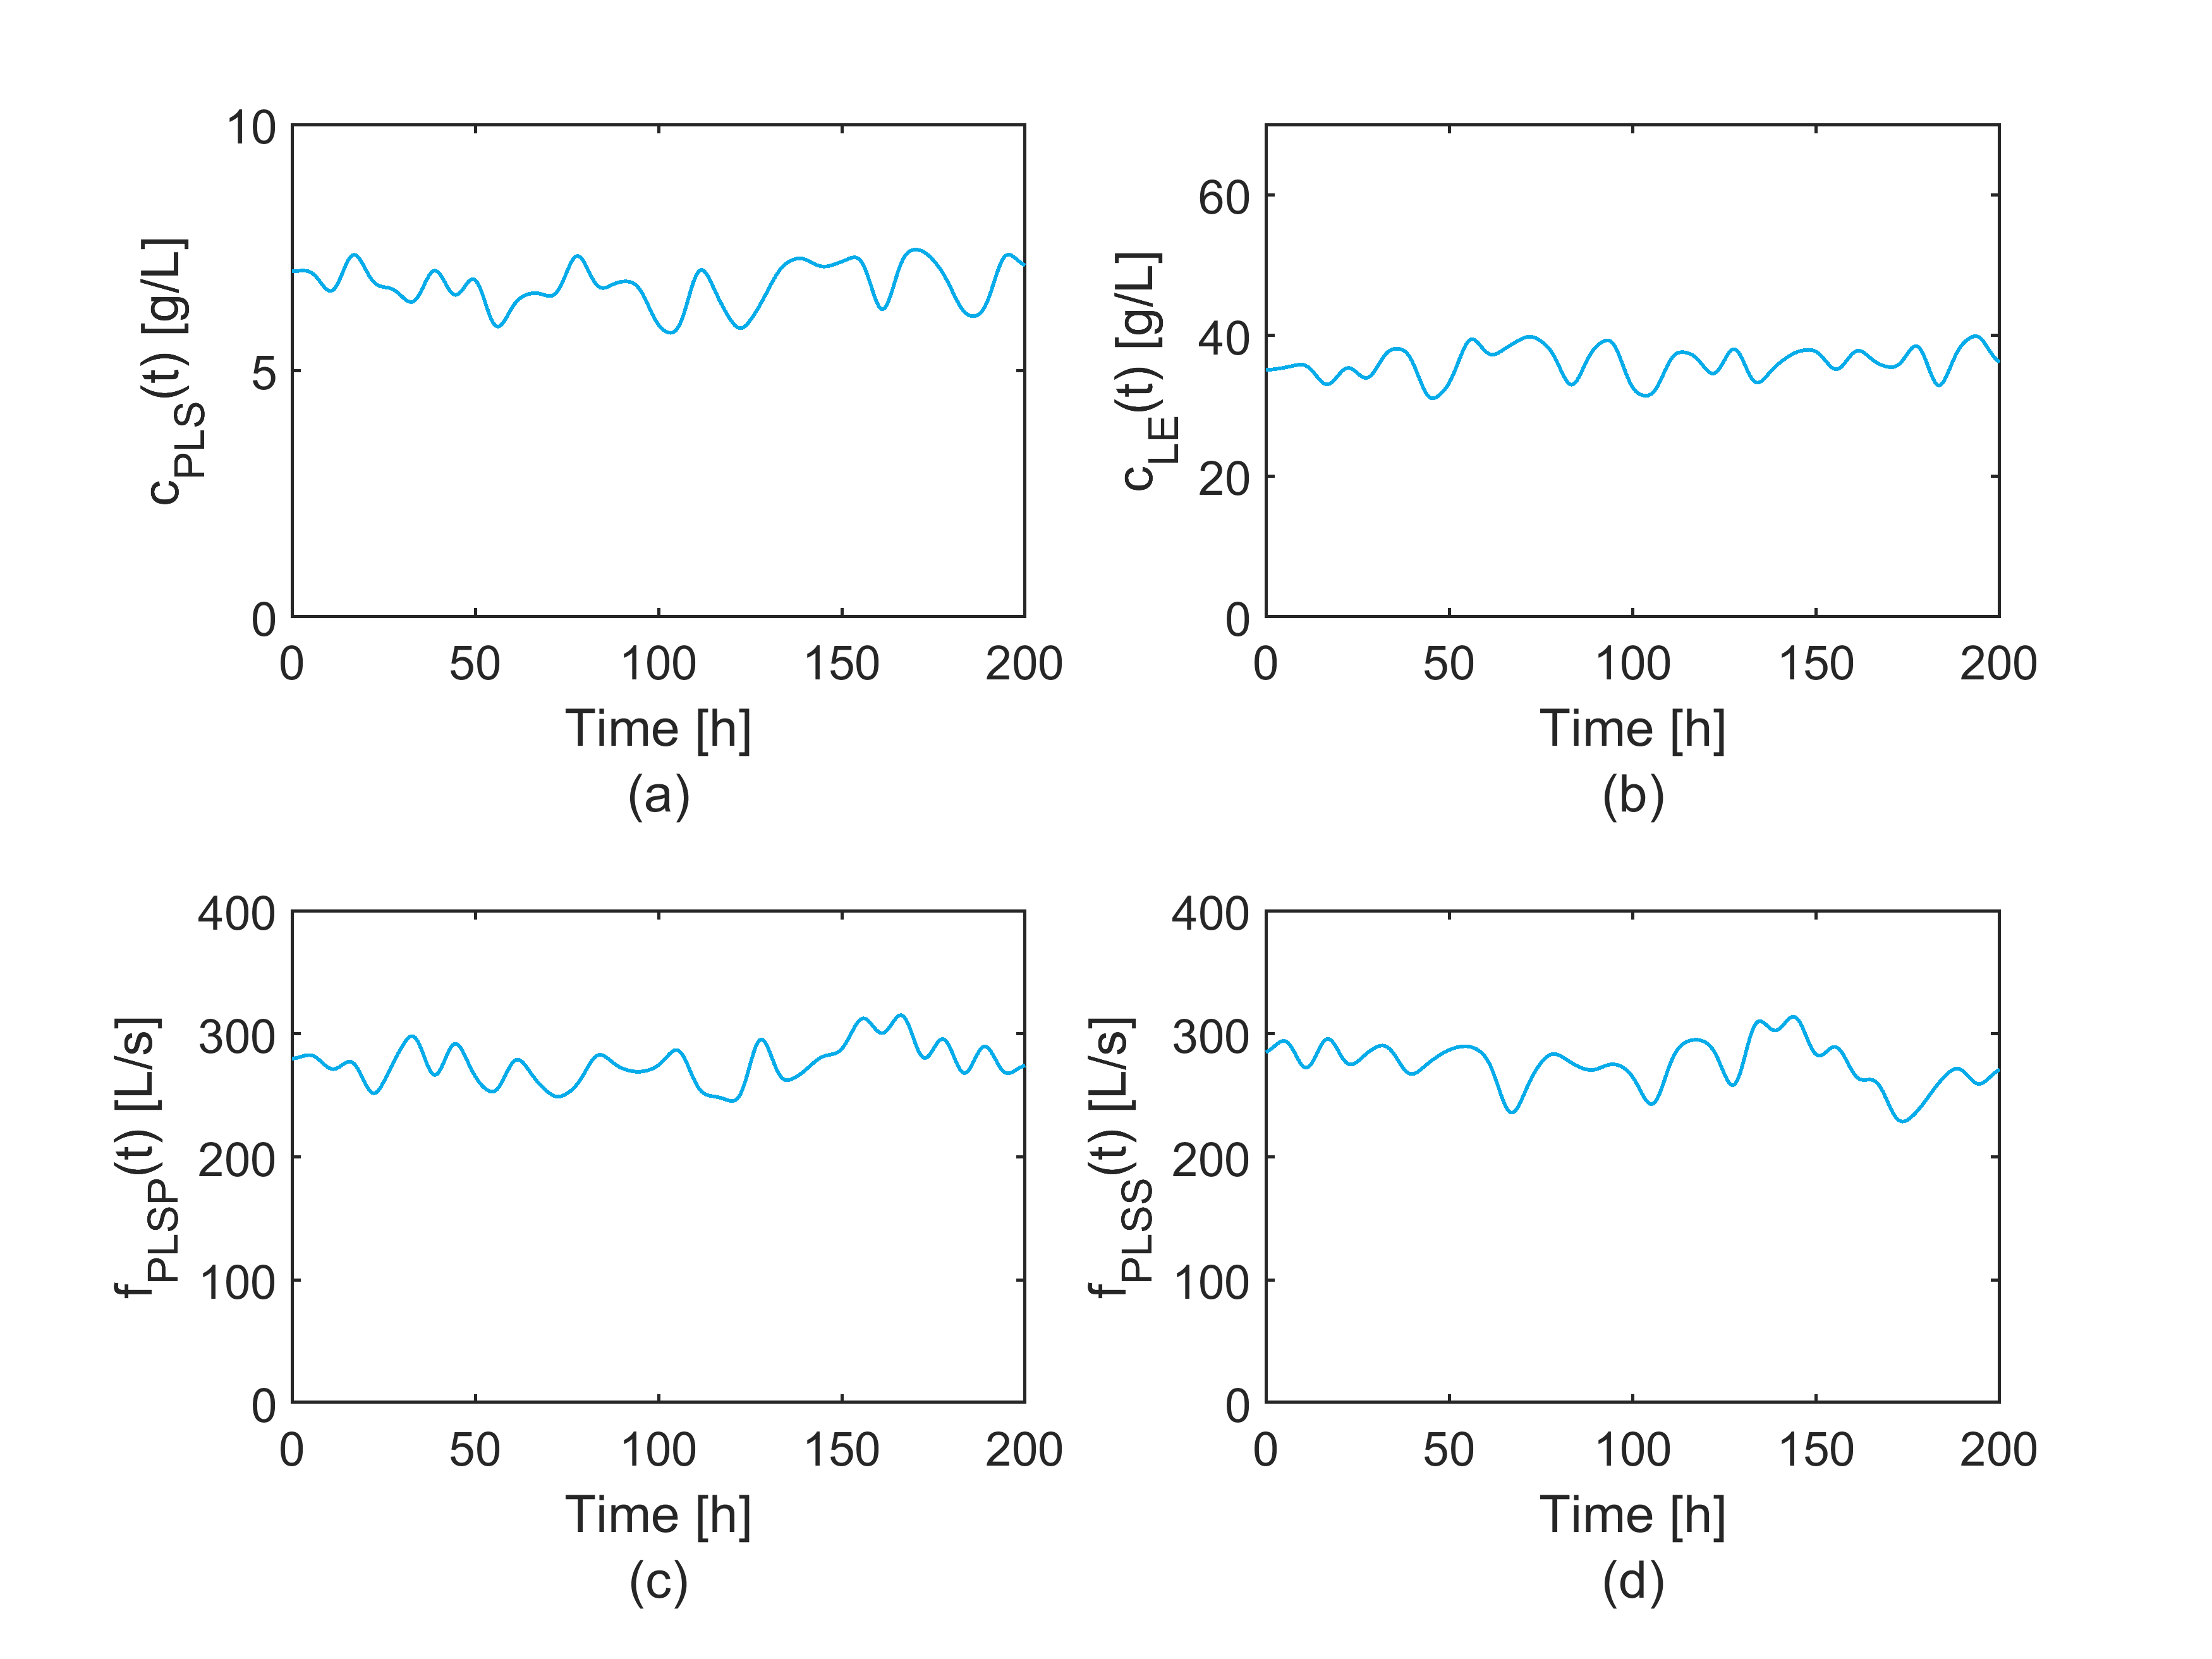 10
5
0
0 50 100 150 200
Time [h]
(a)
c_PLS(t) [g/L]
60
40
20
0
0 50 100 150 200
Time [h]
(b)
c_LE(t) [g/L]
400
300
200
100
0
0 50 100 150 200
Time [h]
(c)
f_PLSP(t) [L/s]
400
300
200
100
0
0 50 100 150 200
Time [h]
(d)
f_PLSS(t) [L/s]